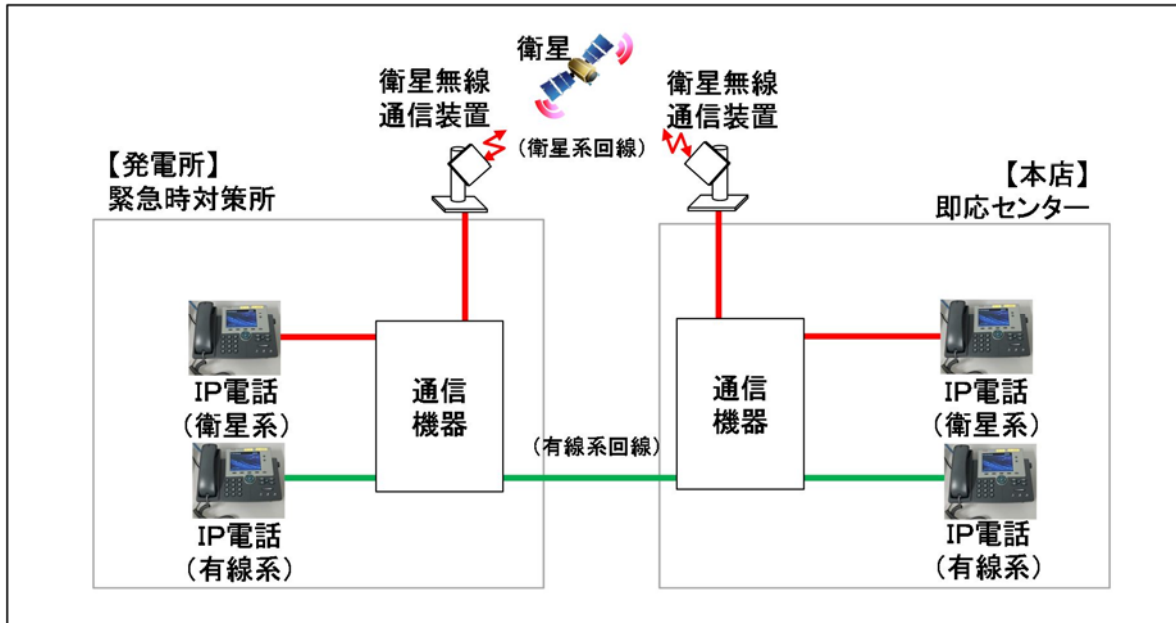 衛星
衛星無線
通信装置
衛星無線
通信装置
(衛星系回線)
【発電所】
緊急時対策所
【本店】
即応センター
IP電話
(衛星系)
通信
機器
通信
機器
IP電話
(衛星系)
(有線系回線)
IP電話
(有線系)
IP電話
(有線系)